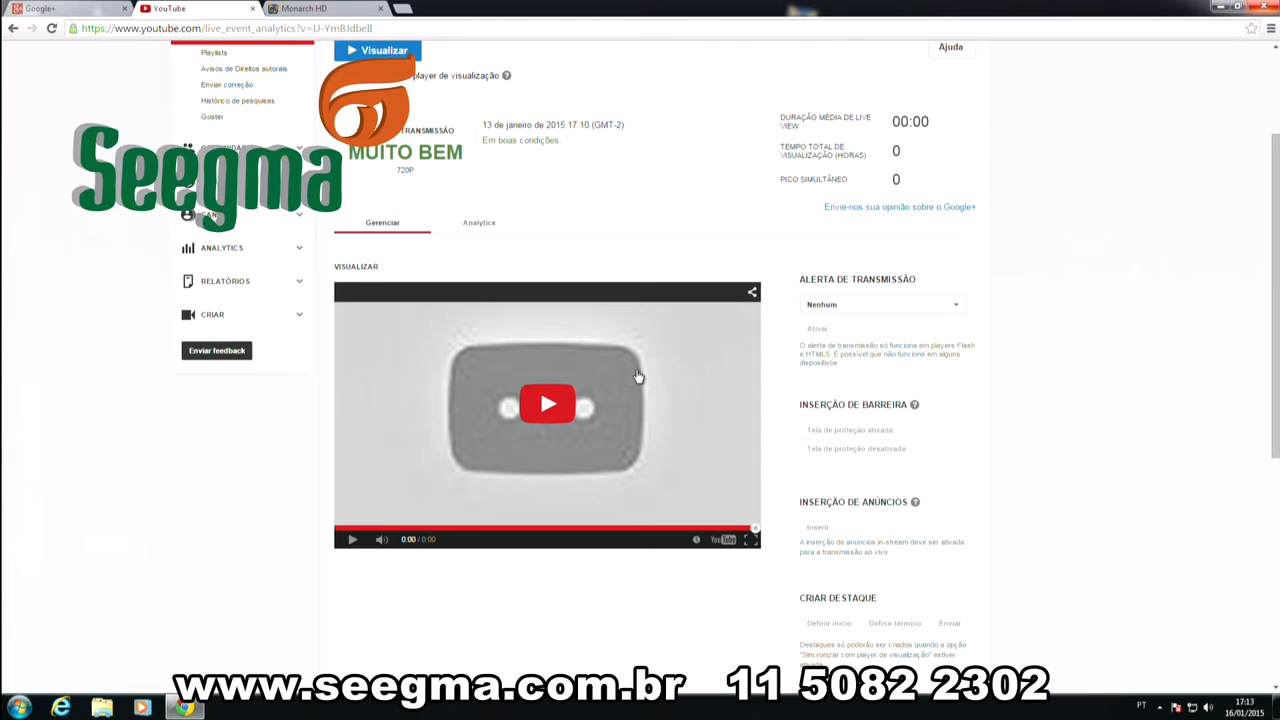 Google+
YouTube
Monarch HD
https://www.youtube.com/live_event_analytics?v=U-YmBJdbeII
Playlists
Avisos de Direitos autorais
Enviar correção
Histórico de pesquisas
Gostei
ANALYTICS
RELATÓRIOS
CRIAR
Enviar feedback
Visualizar
Ajuda
player de visualização
TRANSMISSÃO
MUITO BEM
720P
13 de janeiro de 2015 17:10 (GMT-2)
Em boas condições.
DURAÇÃO MÉDIA DE LIVE VIEW
00:00
TEMPO TOTAL DE VISUALIZAÇÃO (HORAS)
0
PICO SIMULTÂNEO
0
Envie-nos sua opinião sobre o Google+
Seegma
Gerenciar
Analytics
VISUALIZAR
0:00 / 0:00
YouTube
ALERTA DE TRANSMISSÃO
Nenhum
Ativar
O alerta de transmissão só funciona em players Flash
e HTML5. É possível que não funcione em alguns
dispositivos
INSERÇÃO DE BARREIRA
Tela de proteção ativada
Tela de proteção desativada
INSERÇÃO DE ANÚNCIOS
Inserir
A inserção de anúncios in-stream deve ser ativada
para a transmissão ao vivo
CRIAR DESTAQUE
Definir início
Definir término
Enviar
Destaques só poderão ser criados quando a opção
"Sincronizar com player de visualização" estiver
ativada
www.seegma.com.br 11 5082 2302
PT
17:13
16/01/2015